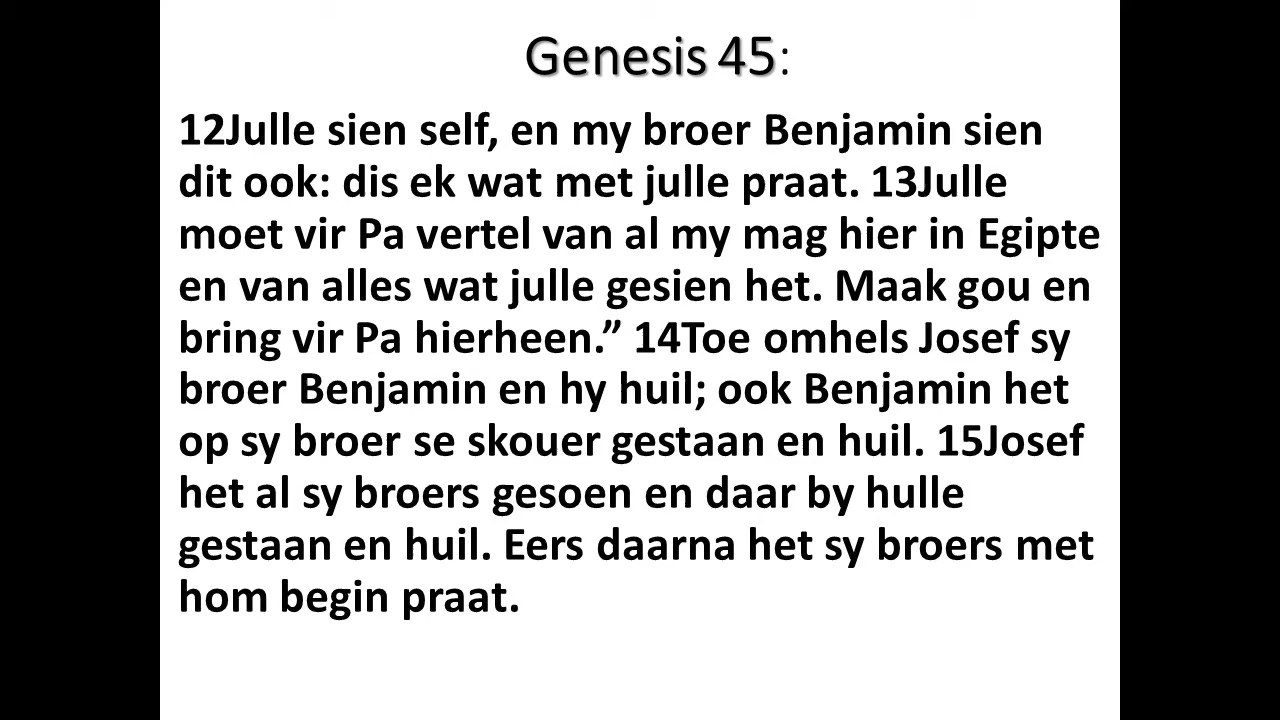 Genesis 45:
12Julle sien self, en my broer Benjamin sien
dit ook: dis ek wat met julle praat. 13Julle
moet vir Pa vertel van al my mag hier in Egipte
en van alles wat julle gesien het. Maak gou en
bring vir Pa hierheen.” 14Toe omhels Josef sy
broer Benjamin en hy huil; ook Benjamin het
op sy broer se skouer gestaan en huil. 15Josef
het al sy broers gesoen en daar by hulle
gestaan en huil. Eers daarna het sy broers met
hom begin praat.